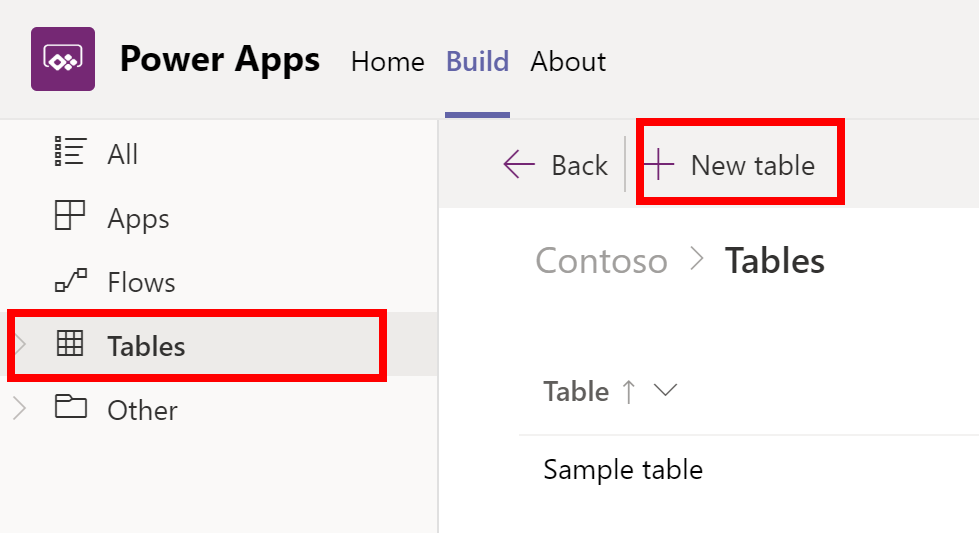 Power Apps Home Build About
All
Apps
Flows
Tables
Other
Back New table
Contoso Tables
Table
Sample table